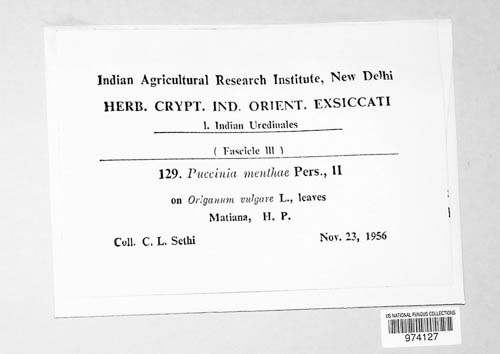 Indian Agricultural Research Institute, New Delhi
HERB. CRYPT. IND. ORIENT. EXSICCATI
1. Indian Uredinales
( Fascicle III )
129. Puccinia menthae Pers., II
on Origanum vulgare L., leaves
Matiana, H. P.
Coll. C. L. Sethi Nov. 23, 1956
US NATIONAL FUNGUS COLLECTIONS
974127